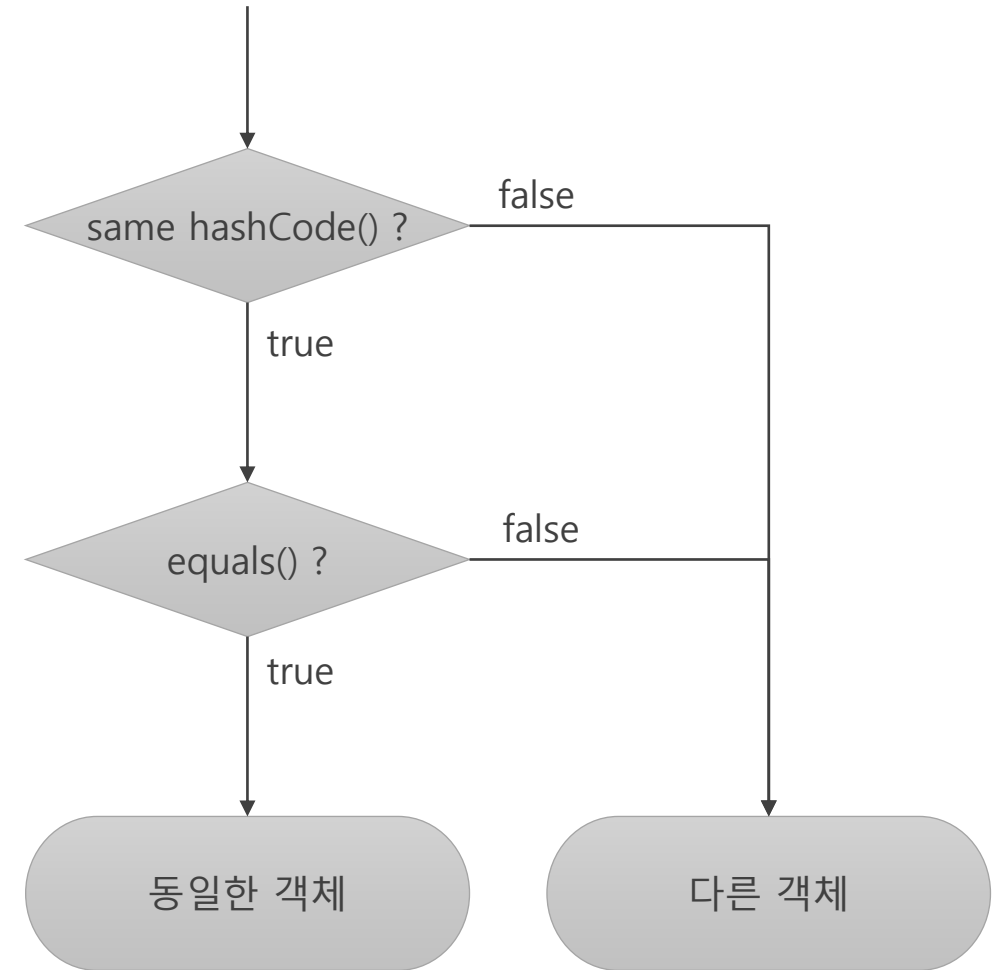 same hashCode() ?
false
true
equals() ?
false
true
동일한 객체
다른 객체